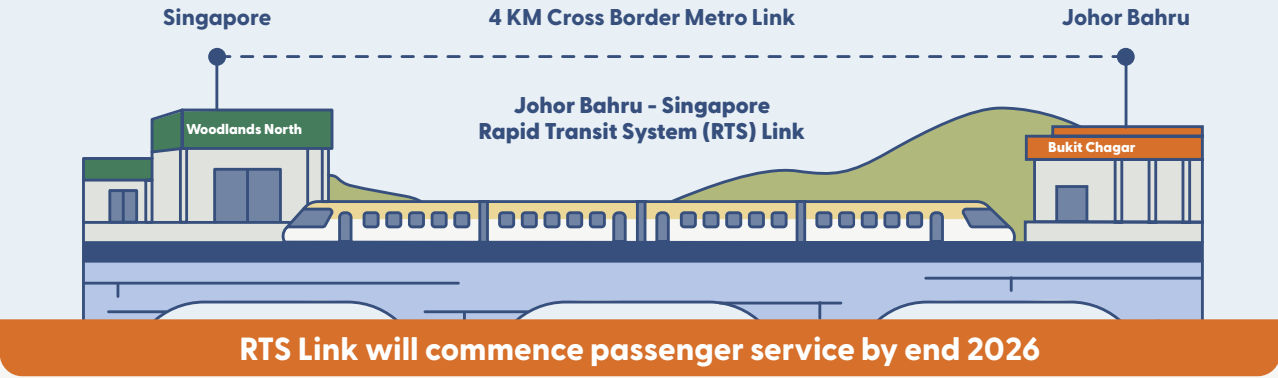 Singapore
4 KM Cross Border Metro Link
Johor Bahru
Johor Bahru - Singapore
Rapid Transit System (RTS) Link
Woodlands North
Bukit Chagar
RTS Link will commence passenger service by end 2026